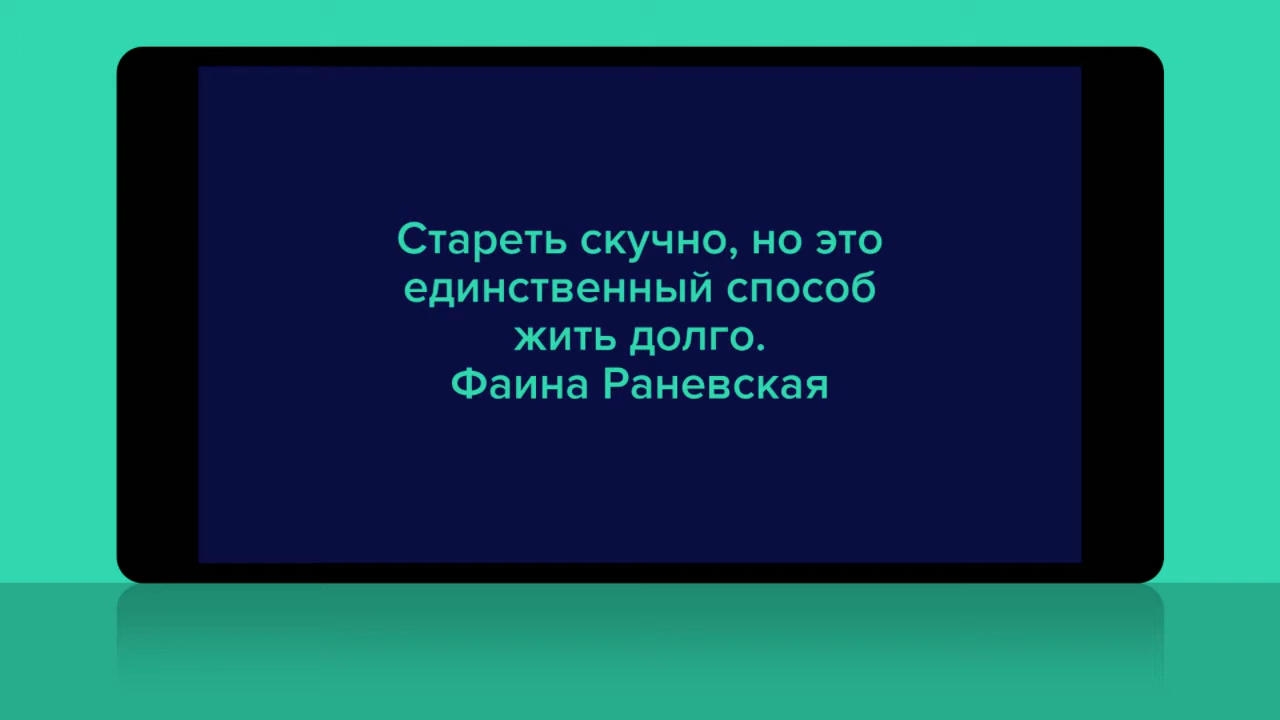 Стареть скучно, но это
единственный способ
жить долго.
Фаина Раневская